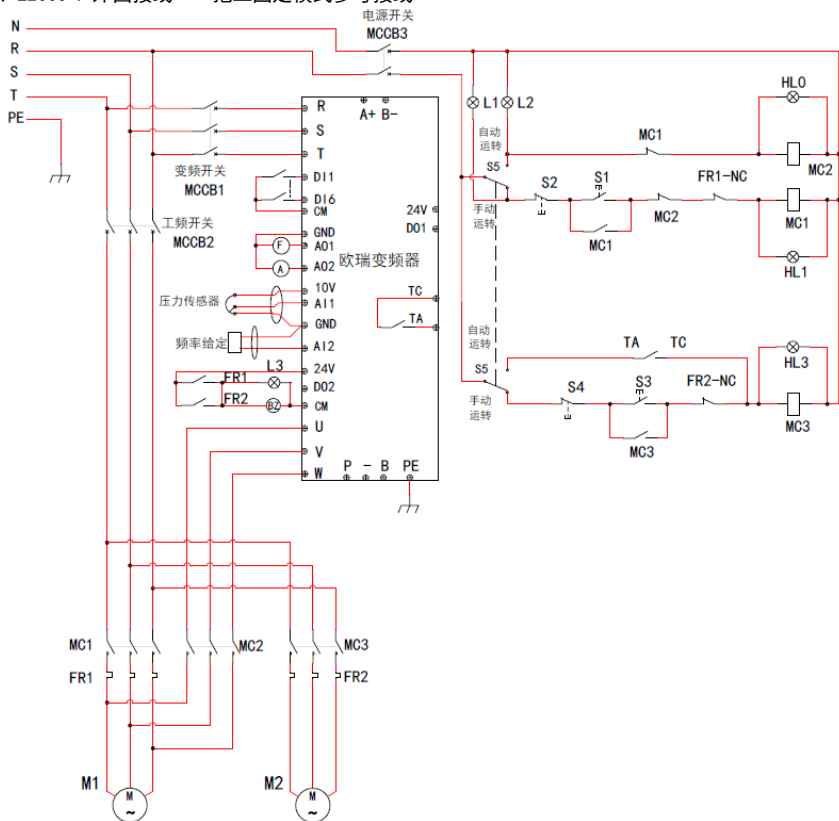 电源开关
MCCB3
N
R
S
T
PE
L1
L2
HL0
自动
运转
MC1
MC2
R
A+ B-
S
T
变频开关
MCCB1
DI1
DI6
CM
24V
DO1
S5
手动
运转
S2
S1
MC1
MC2
FR1-NC
MC1
HL1
工频开关
MCCB2
GND
F
AO1
A
AO2
欧瑞变频器
10V
压力传感器
AI1
TC
TA
GND
频率给定
AI2
自动
运转
TA TC
HL3
L3
24V
FR1
DO2
FR2
BZ
CM
S5
手动
运转
S4
S3
FR2-NC
MC3
MC3
U
V
W
P - B PE
MC1
MC2
MC3
FR1
FR2
M1
M
~
M2
M
~